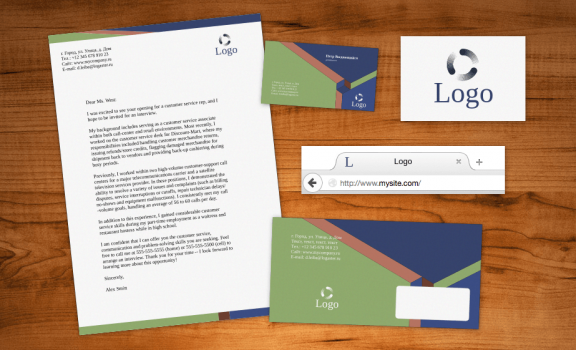 г. Город, ул. Улица, д. Дом
Тел.: +12 345 678 910 23
Сайт: www.mycompany.ru
E-mail: d.help@logaster.ru
Logo
Dear Ms. West
I was excited to see your opening for a customer service rep, and I
hope to be invited for an interview.
My background includes serving as a customer service associate
within both call-center and retail environments. Most recently, I
worked on the customer service desk for Discount-Mart, where my
responsibilities included handling customer merchandise returns,
issuing refunds/store credits, flagging damaged merchandise for
shipment back to vendors and providing back-up cashiering during
busy periods.
Previously, I worked within two high-volume customer-support call
centers for a major telecommunications carrier and a satellite
television services provider. In these positions, I demonstrated the
ability to resolve a variety of issues and complaints (such as billing
disputes, service interruptions or cutoffs, repair technician delays/
no-shows and equipment malfunctions). I consistently met my call-
volume goals, handling an average of 56 to 60 calls per day.
In addition to this experience, I gained considerable customer
service skills during my part-time employment as a waitress and
restaurant hostess while in high school.
I am confident that I can offer you the customer service,
communication and problem-solving skills you are seeking. Feel
free to call me at 555-555-5555 (home) or 555-555-5500 (cell) to
arrange an interview. Thank you for your time – I look forward to
learning more about this opportunity!
Sincerely,
Alex Stein
Logo
Logo
L Logo
http://www.mysite.com/
г. Город, ул. Улица, д. Дом
Logo